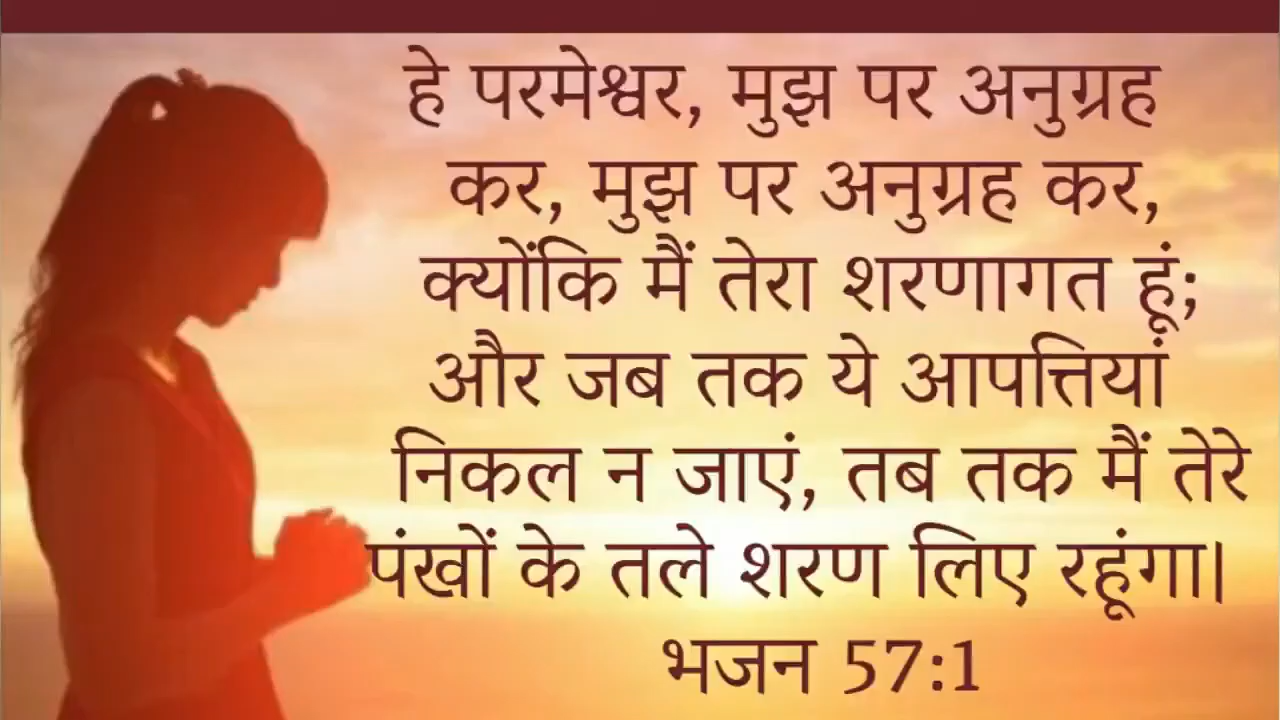 हे परमेश्वर, मुझ पर अनुग्रह
कर, मुझ पर अनुग्रह कर,
क्योंकि मैं तेरा शरणागत हूं;
और जब तक ये आपत्तियां
निकल न जाएं, तब तक मैं तेरे
पंखों के तले शरण लिए रहूंगा।
भजन 57:1